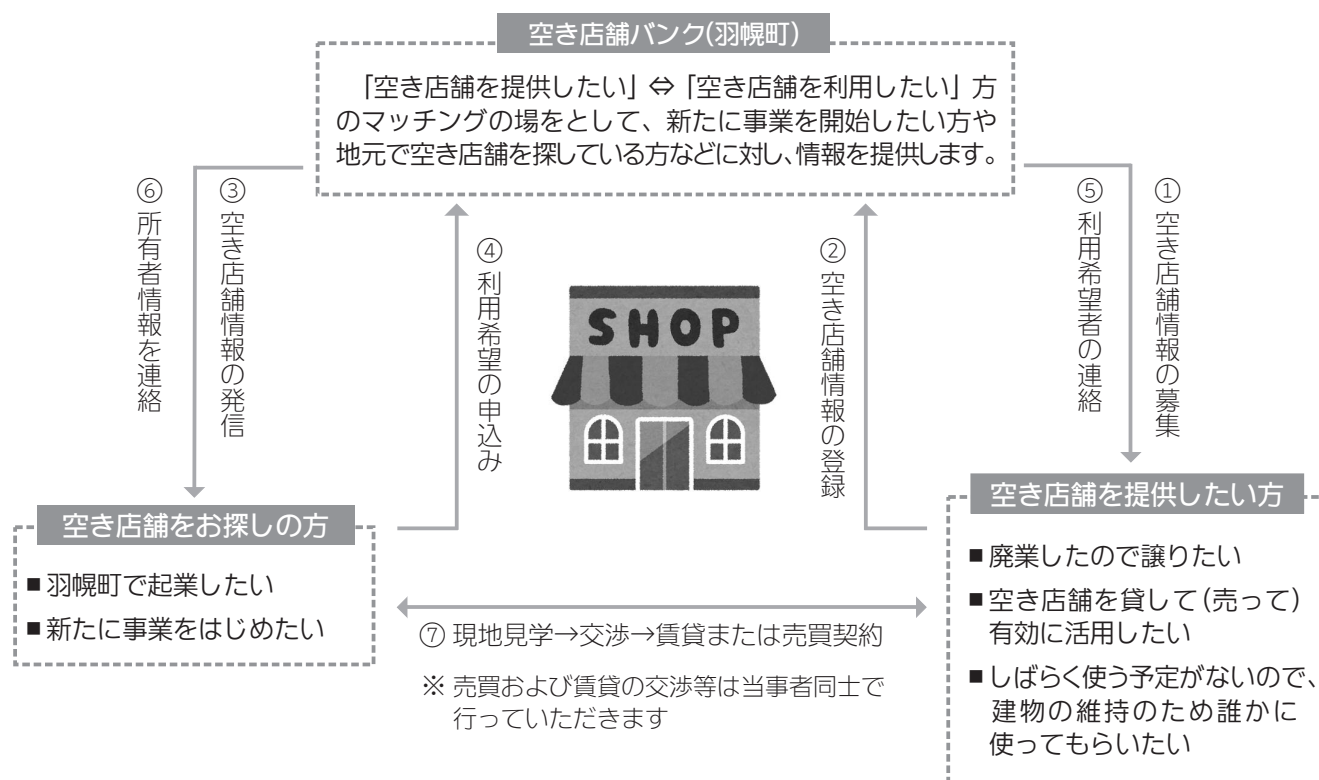 空き店舗バンク(羽幌町)
「空き店舗を提供したい」⇔「空き店舗を利用したい」方
のマッチングの場をとして、新たに事業を開始したい方や
地元で空き店舗を探している方などに対し、情報を提供します。
⑥所有者情報を連絡
③空き店舗情報の発信
④利用希望の申込み
②空き店舗情報の登録
⑤利用希望者の連絡
①空き店舗情報の募集
SHOP
空き店舗をお探しの方
■羽幌町で起業したい
■新たに事業をはじめたい
⑦現地見学→交渉→賃貸または売買契約
※ 売買および賃貸の交渉等は当事者同士で
行っていただきます
空き店舗を提供したい方
■廃業したので譲りたい
■空き店舗を貸して(売って)
有効に活用したい
■しばらく使う予定がないので、
建物の維持のため誰かに
使ってもらいたい